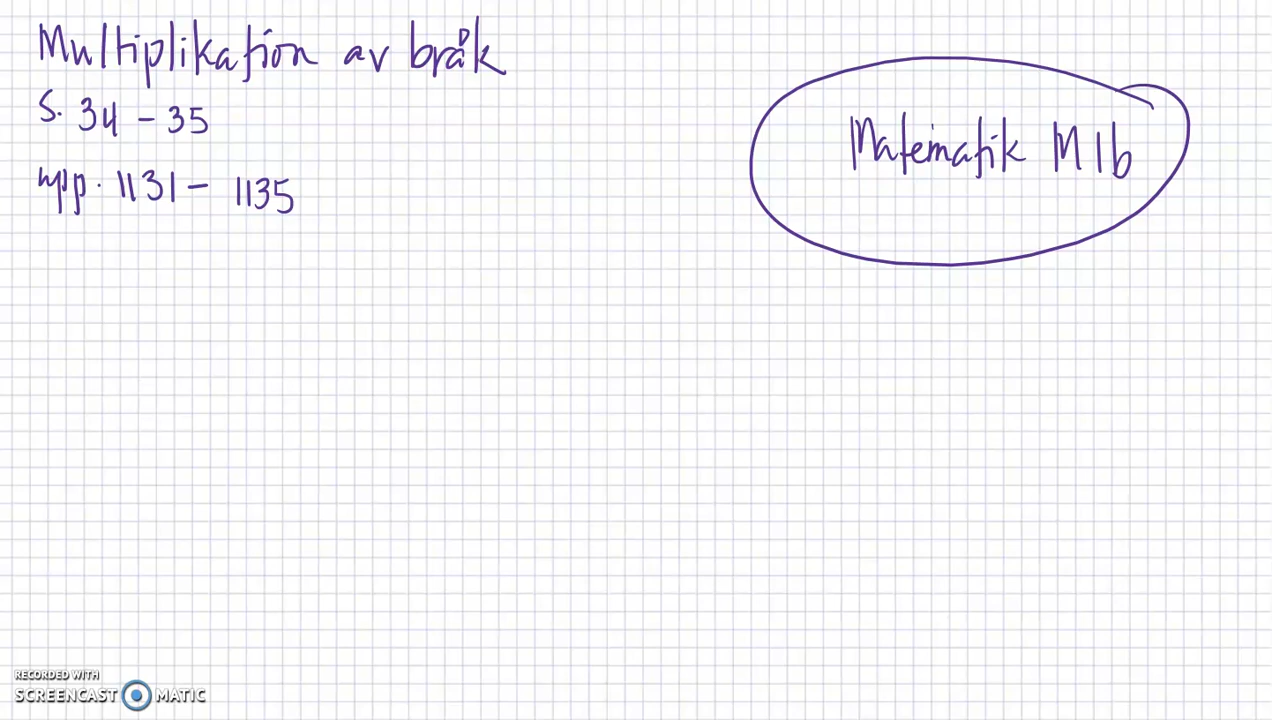 Multiplikation av bråk
S. 34 - 35
upp. 1131 - 1135
Matematik M1b
RECORDED WITH
SCREENCAST MATIC